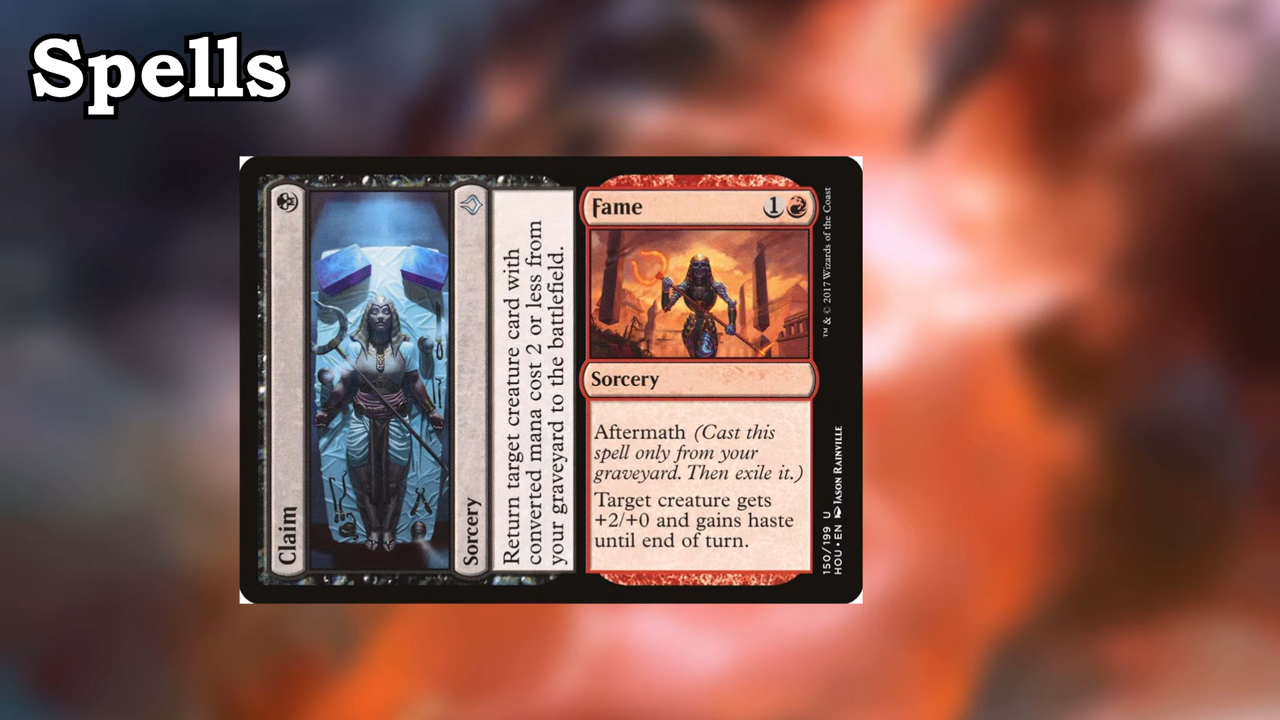 Spells
Claim
Sorcery
Return target creature card with
converted mana cost 2 or less from
your graveyard to the battlefield.
Fame
1
Sorcery
Aftermath (Cast this
spell only from your
graveyard. Then exile it.)
Target creature gets
+2/+0 and gains haste
until end of turn.
™ & © 2017 Wizards of the Coast
150/199 U
HOU • EN JASON RAINVILLE